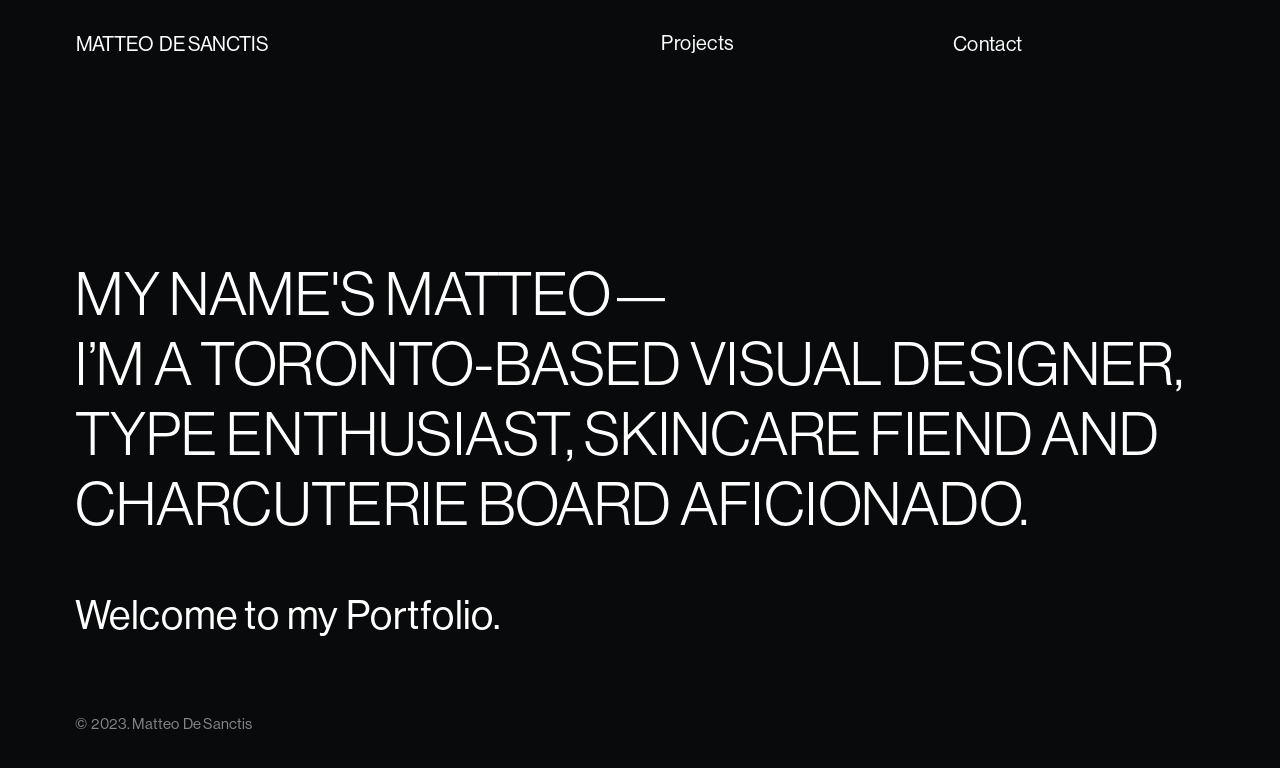 MATTEO DE SANCTIS
Projects
Contact
MY NAME'S MATTEO —
I’M A TORONTO-BASED VISUAL DESIGNER,
TYPE ENTHUSIAST, SKINCARE FIEND AND
CHARCUTERIE BOARD AFICIONADO.
Welcome to my Portfolio.
© 2023. Matteo De Sanctis